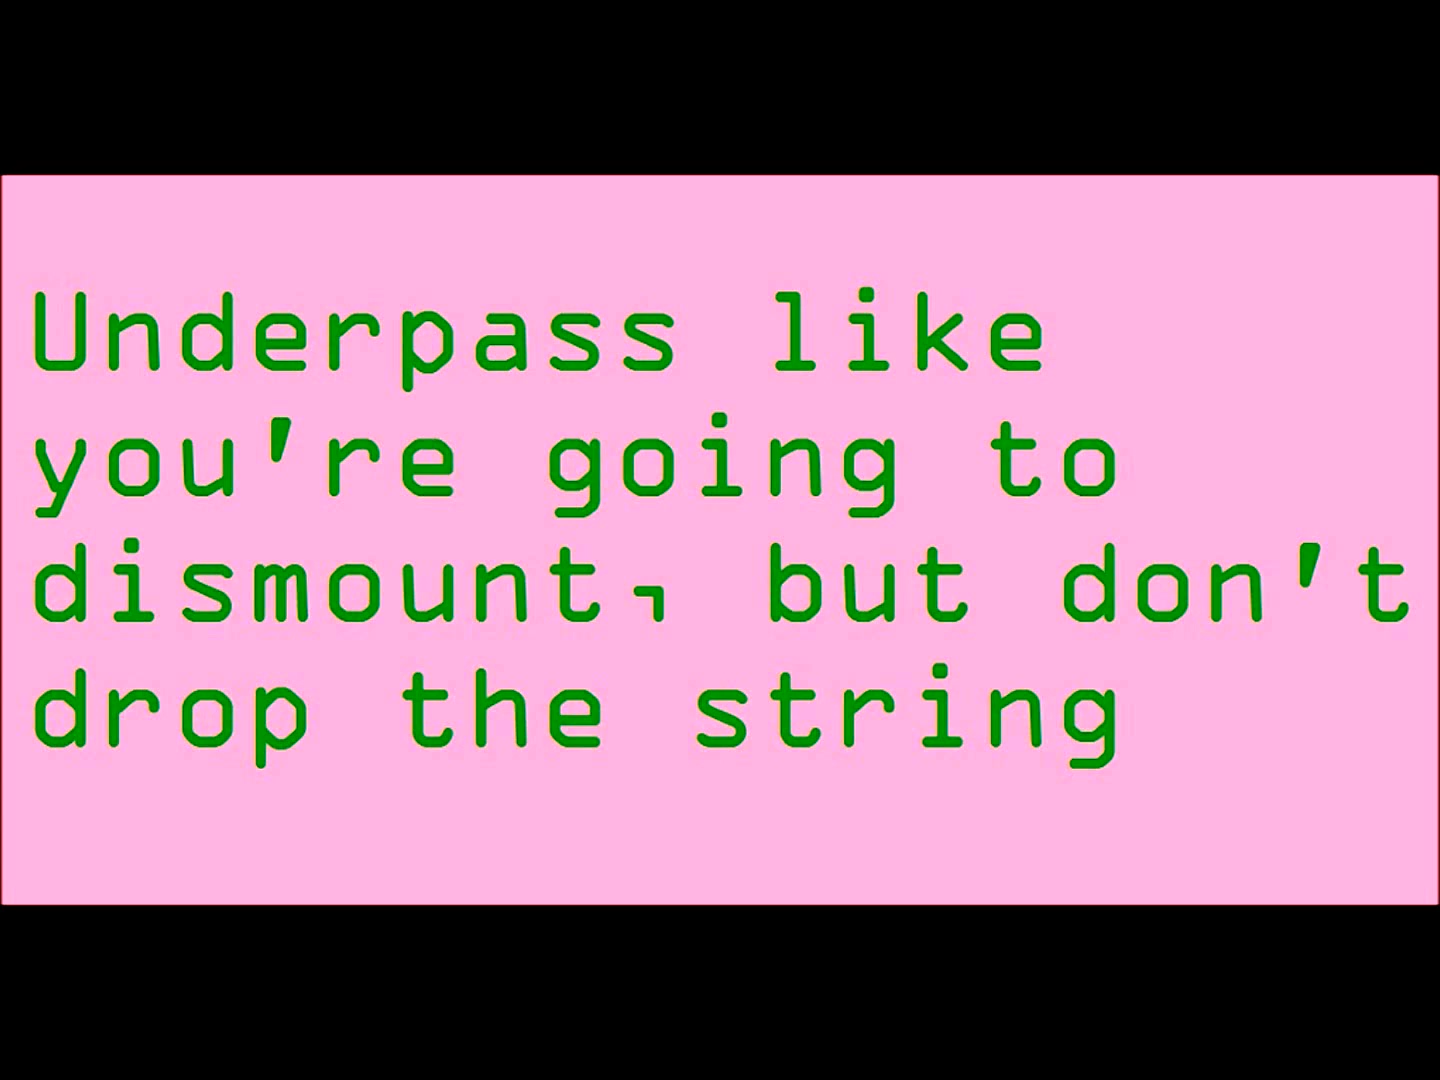 Underpass like
you're going to
dismount, but don't
drop the string